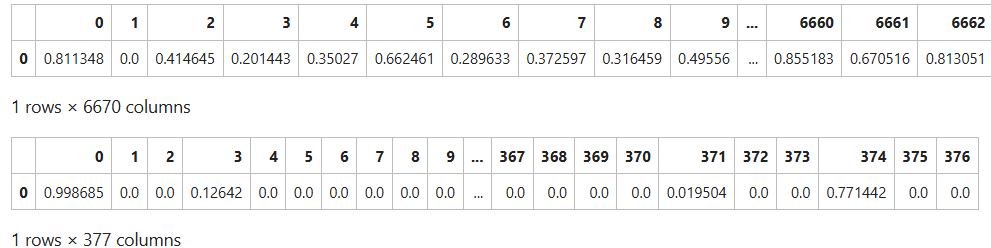 0 1 2 3 4 5 6 7 8 9 ... 6660 6661 6662
0 0.811348 0.0 0.414645 0.201443 0.35027 0.662461 0.289633 0.372597 0.316459 0.49556 ... 0.855183 0.670516 0.813051
1 rows × 6670 columns
0 1 2 3 4 5 6 7 8 9 ... 367 368 369 370 371 372 373 374 375 376
0 0.998685 0.0 0.0 0.12642 0.0 0.0 0.0 0.0 0.0 0.0 ... 0.0 0.0 0.0 0.0 0.019504 0.0 0.0 0.771442 0.0 0.0
1 rows × 377 columns